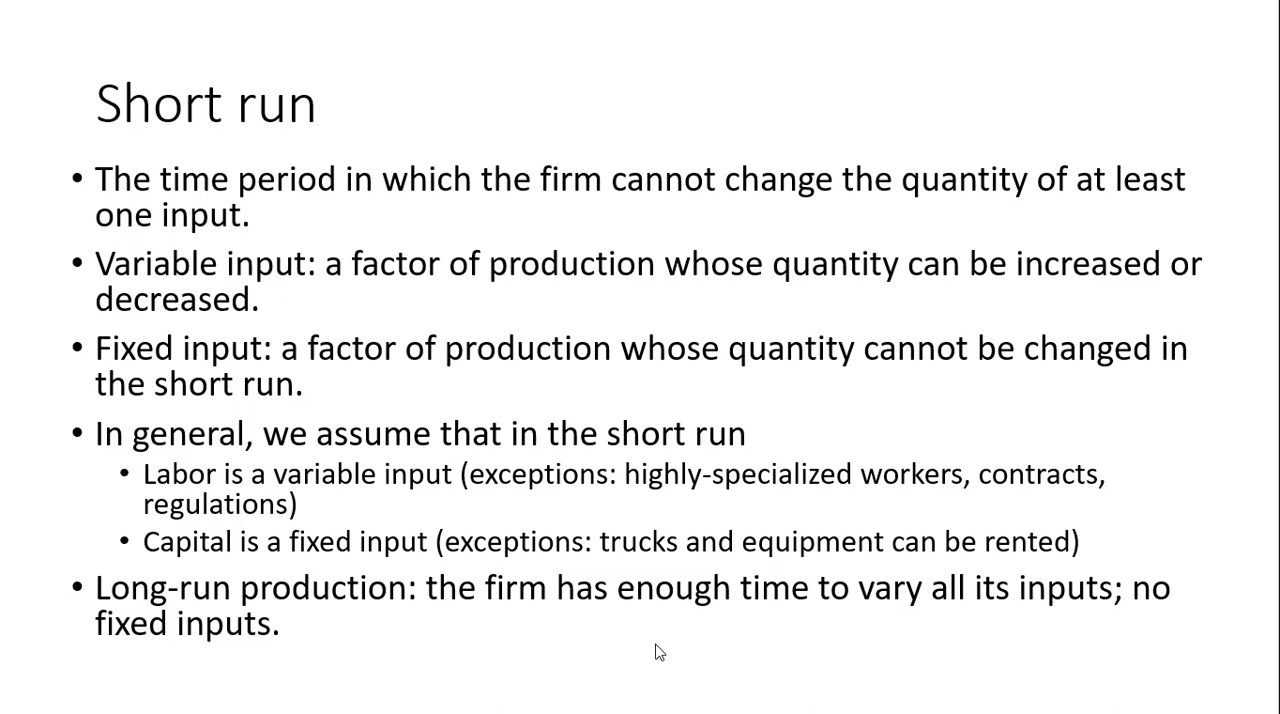 Short run
• The time period in which the firm cannot change the quantity of at least
one input.
• Variable input: a factor of production whose quantity can be increased or
decreased.
• Fixed input: a factor of production whose quantity cannot be changed in
the short run.
• In general, we assume that in the short run
• Labor is a variable input (exceptions: highly-specialized workers, contracts,
regulations)
• Capital is a fixed input (exceptions: trucks and equipment can be rented)
• Long-run production: the firm has enough time to vary all its inputs; no
fixed inputs.